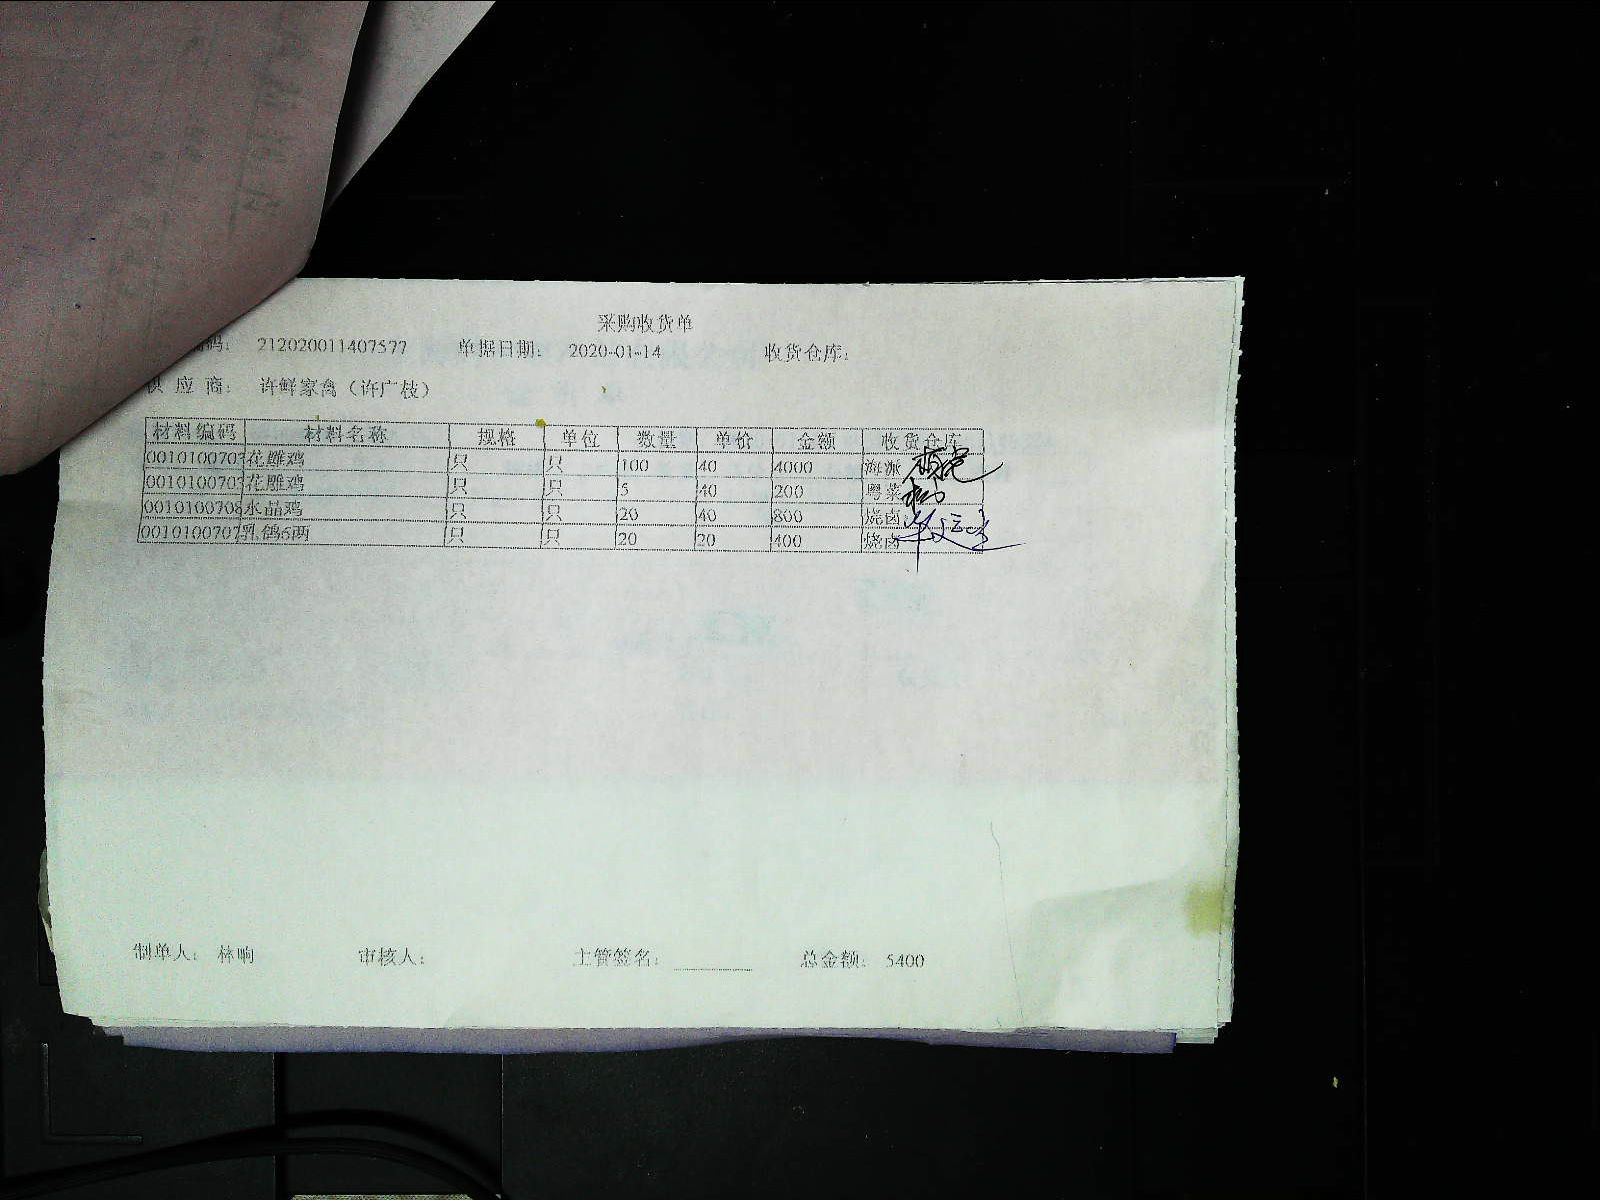 采购收货单
码： 212020011407577 单据日期： 2020-01-14 收货仓库：
供 应 商： 许鲜家禽（许广枝）
材料编码 材料名称 规格 单位 数量 单价 金额 收货仓库
0010100703 花雕鸡 只 只 100 40 4000 海派
0010100703 花雕鸡 只 只 5 40 200 粤菜
0010100708 水晶鸡 只 只 20 40 800 烧卤
0010100707 乳鸽6两 只 只 20 20 400 烧卤
制单人： 林响 审核人： 主管签名： 总金额： 5400